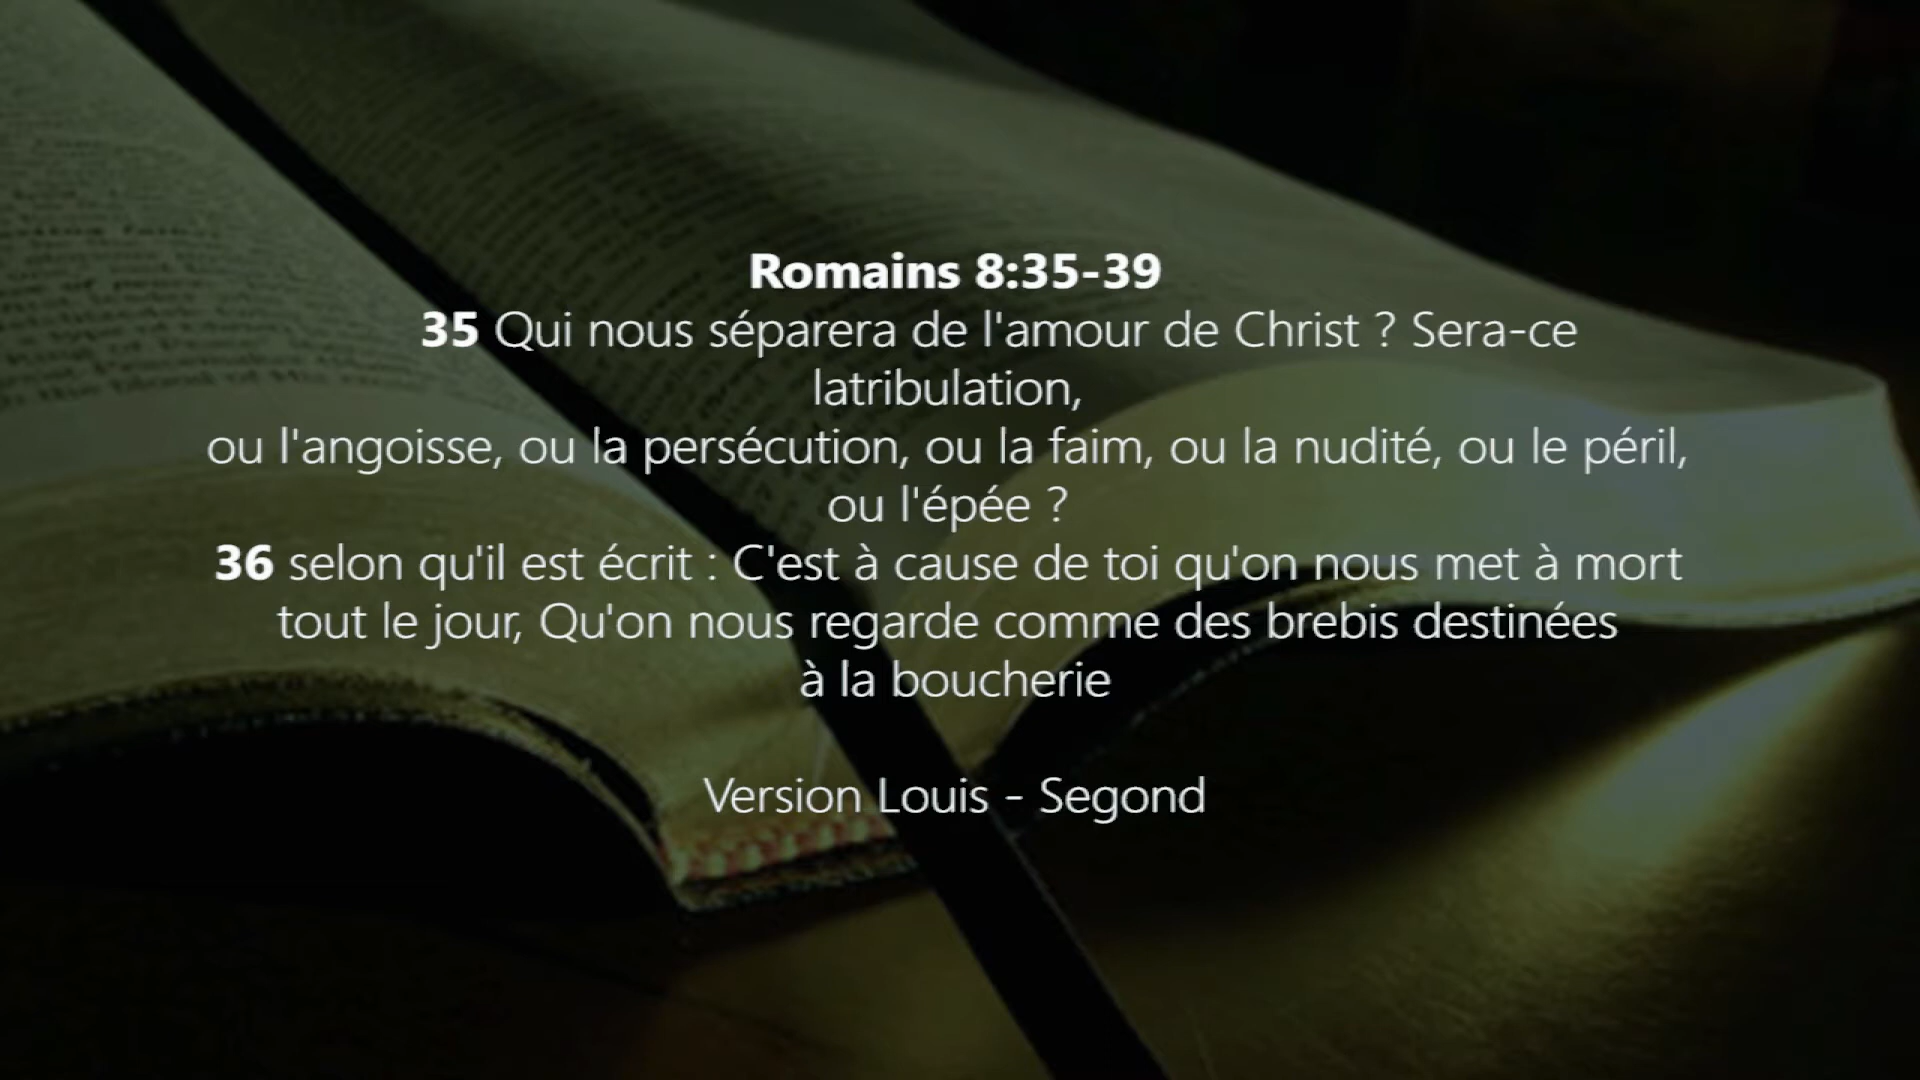 Romains 8:35-39
35 Qui nous séparera de l'amour de Christ ? Sera-ce
latribulation,
ou l'angoisse, ou la persécution, ou la faim, ou la nudité, ou le péril,
ou l'épée ?
36 selon qu'il est écrit : C'est à cause de toi qu'on nous met à mort
tout le jour, Qu'on nous regarde comme des brebis destinées
à la boucherie
Version Louis - Segond